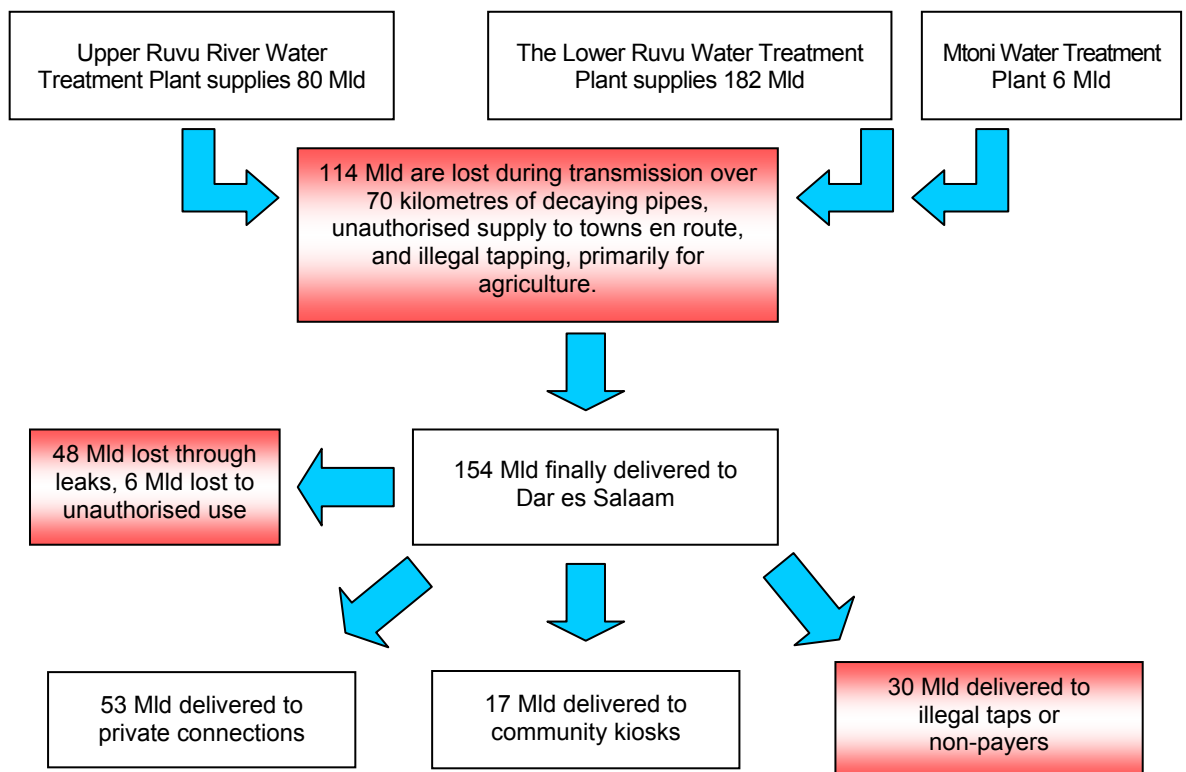 Upper Ruvu River Water
Treatment Plant supplies 80 Mld
The Lower Ruvu Water Treatment
Plant supplies 182 Mld
Mtoni Water Treatment
Plant 6 Mld
114 Mld are lost during transmission over
70 kilometres of decaying pipes,
unauthorised supply to towns en route,
and illegal tapping, primarily for
agriculture.
48 Mld lost through
leaks, 6 Mld lost to
unauthorised use
154 Mld finally delivered to
Dar es Salaam
53 Mld delivered to
private connections
17 Mld delivered to
community kiosks
30 Mld delivered to
illegal taps or
non-payers